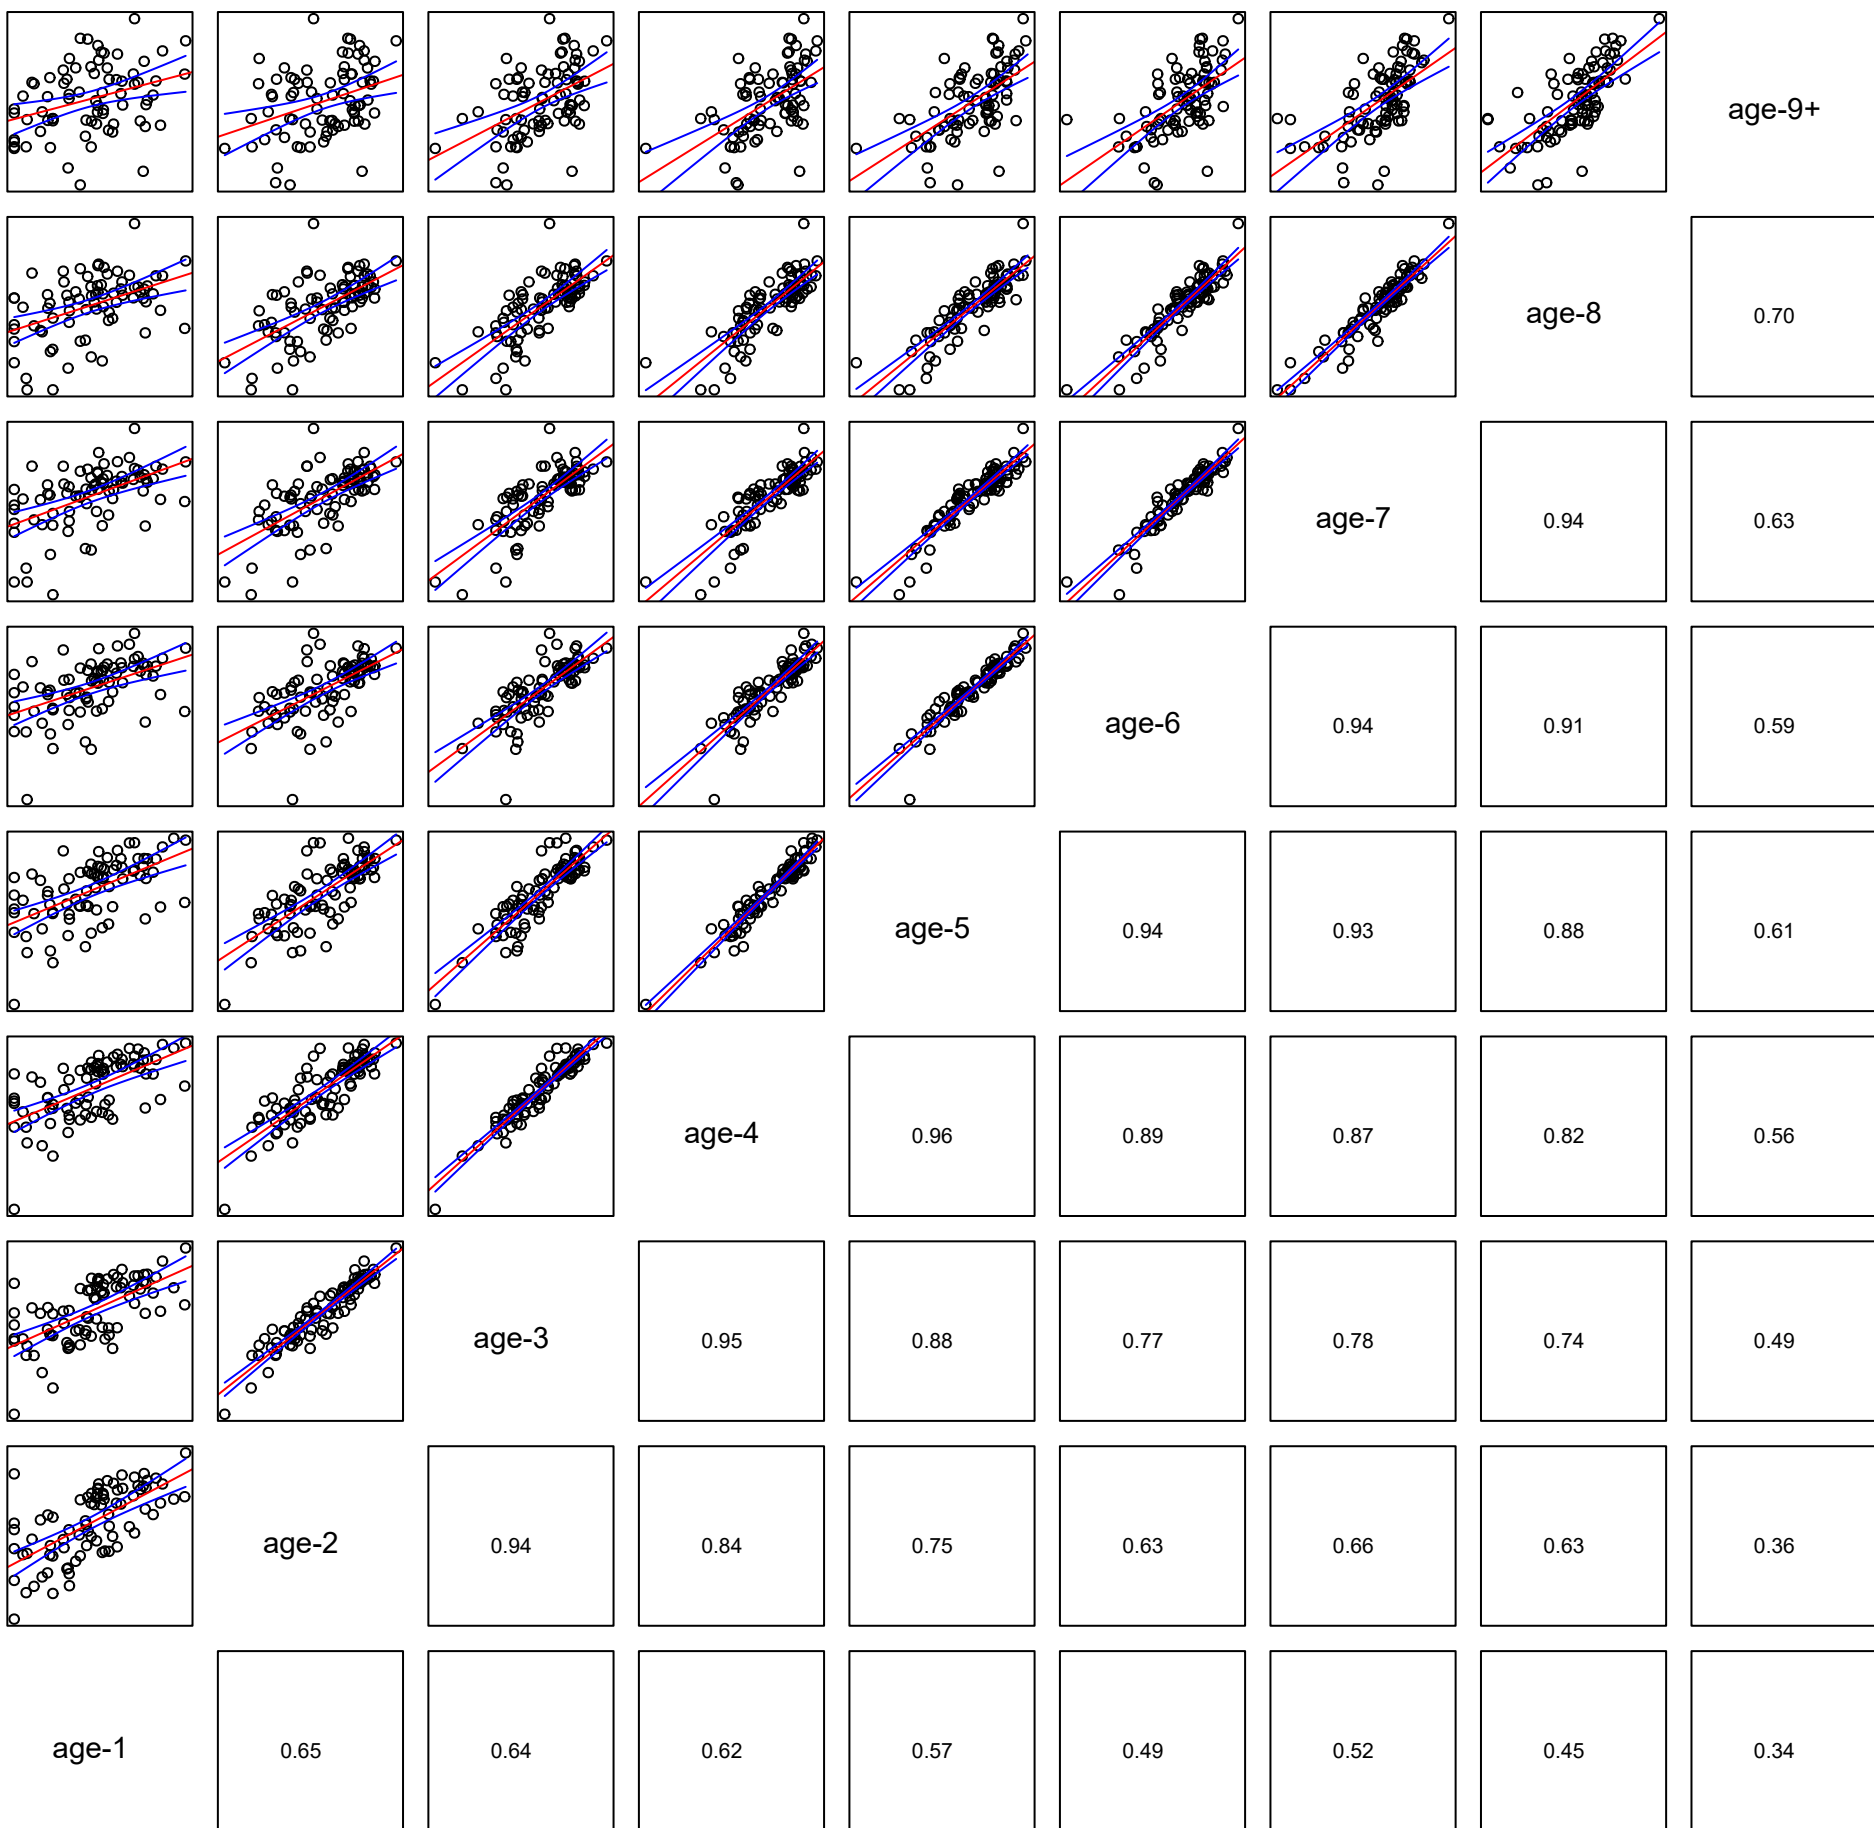 age-9+
age-8 0.70
age-7 0.94 0.63
age-6 0.94 0.91 0.59
age-5 0.94 0.93 0.88 0.61
age-4 0.96 0.89 0.87 0.82 0.56
age-3 0.95 0.88 0.77 0.78 0.74 0.49
age-2 0.94 0.84 0.75 0.63 0.66 0.63 0.36
age-1 0.65 0.64 0.62 0.57 0.49 0.52 0.45 0.34